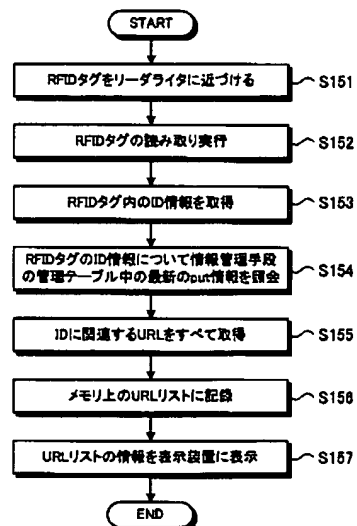 START
RFIDタグをリーダライタに近づける
S151
RFIDタグの読み取り実行
S152
RFIDタグ内のID情報を取得
S153
RFIDタグのID情報について情報管理手段
の管理テーブル中の最新のput情報を照会
S154
IDに関連するURLをすべて取得
S155
メモリ上のURLリストに記録
S156
URLリストの情報を表示装置に表示
S157
END